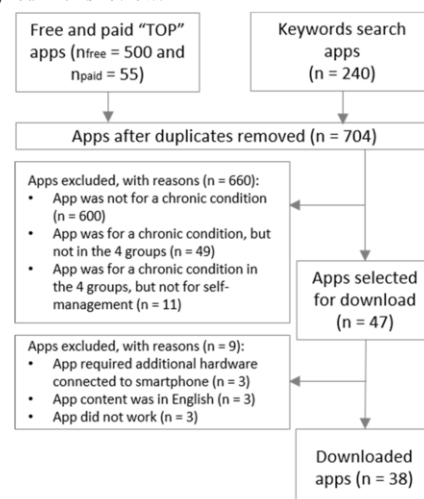 Free and paid “TOP”
apps (nfree = 500 and
npaid = 55)
Keywords search
apps
(n = 240)
Apps after duplicates removed (n = 704)
Apps excluded, with reasons (n = 660):
• App was not for a chronic condition
(n = 600)
• App was for a chronic condition, but
not in the 4 groups (n = 49)
• App was for a chronic condition in
the 4 groups, but not for self-
management (n = 11)
Apps selected
for download
(n = 47)
Apps excluded, with reasons (n = 9):
• App required additional hardware
connected to smartphone (n = 3)
• App content was in English (n = 3)
• App did not work (n = 3)
Downloaded
apps (n = 38)